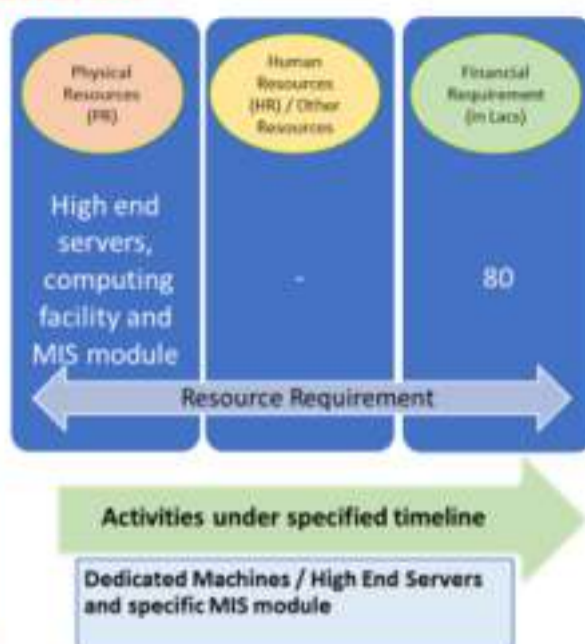 Physical
Resources
(PR)
Human
Resources
(HR) / Other
Resources
Financial
Requirement
(in Lacs)
High end
servers,
computing
facility and
MIS module
-
80
Resource Requirement
Activities under specified timeline
Dedicated Machines / High End Servers
and specific MIS module